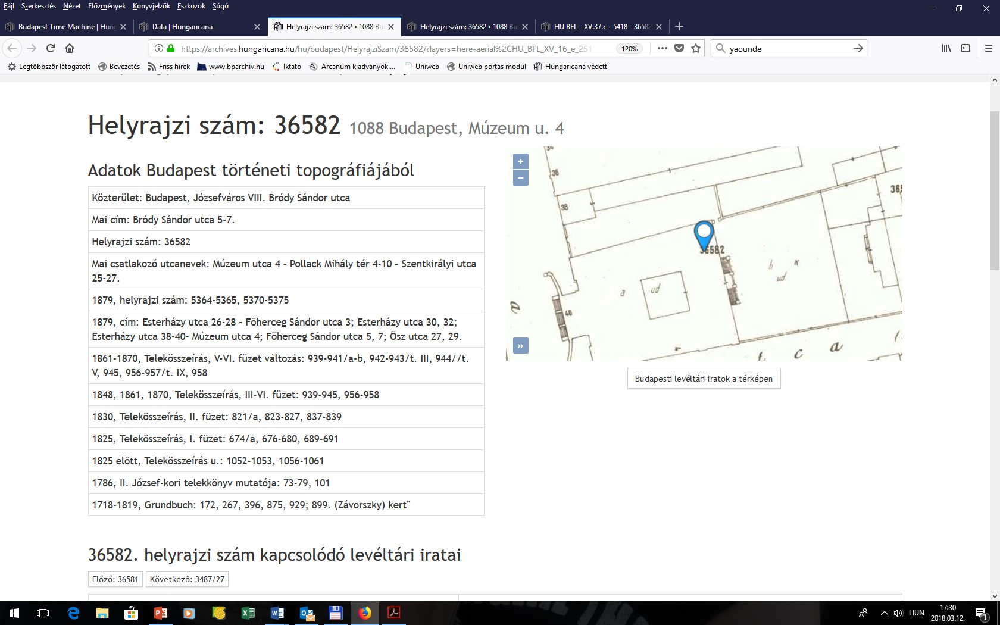 Fájl Szerkesztés Nézet Előzmények Könyvjelzők Eszközök Súgó
Budapest Time Machine | Hung
Data | Hungaricana
Helyrajzi szám: 36582 • 1088 Bu
Helyrajzi szám: 36582 • 1088 Bu
HU BFL - XV.37.c - 5418 - 36582
https://archives.hungaricana.hu/hu/budapest/HelyrajziSzam/36582/?layers=here-aerial%2CHU_BFL_XV_16_e_251
120%
yaounde
Legtöbbször látogatott Bevezetés Friss hírek www.bparchiv.hu Iktato Arcanum kiadványok ... Uniweb Uniweb portás modul Hungaricana védett
Helyrajzi szám: 36582 1088 Budapest, Múzeum u. 4
Adatok Budapest történeti topográfiájából
Közterület: Budapest, Józsefváros VIII. Bródy Sándor utca
Mai cím: Bródy Sándor utca 5-7.
Helyrajzi szám: 36582
Mai csatlakozó utcanevek: Múzeum utca 4 – Pollack Mihály tér 4-10 – Szentkirályi utca
25-27.
1879, helyrajzi szám: 5364-5365, 5370-5375
1879, cím: Esterházy utca 26-28 – Főherceg Sándor utca 3; Esterházy utca 30, 32;
Esterházy utca 38-40– Múzeum utca 4; Főherceg Sándor utca 5, 7; Ősz utca 27, 29.
1861-1870, Telekösszeírás, V-VI. füzet változás: 939-941/a-b, 942-943/t. III, 944//t.
V, 945, 956-957/t. IX, 958
1848, 1861, 1870, Telekösszeírás, III-VI. füzet: 939-945, 956-958
1830, Telekösszeírás, II. füzet: 821/a, 823-827, 837-839
1825, Telekösszeírás, I. füzet: 674/a, 676-680, 689-691
1825 előtt, Telekösszeírás u.: 1052-1053, 1056-1061
1786, II. József-kori telekkönyv mutatója: 73-79, 101
1718-1819, Grundbuch: 172, 267, 396, 875, 929; 899. (Závorszky) kert"
+
–
34
36
38
40
36582
365
a
ud
h
k
ud
a
t c a
»
Budapesti levéltári iratok a térképen
36582. helyrajzi szám kapcsolódó levéltári iratai
Előző: 36581 Következő: 3487/27
HUN
17:30
2018.03.12.
1